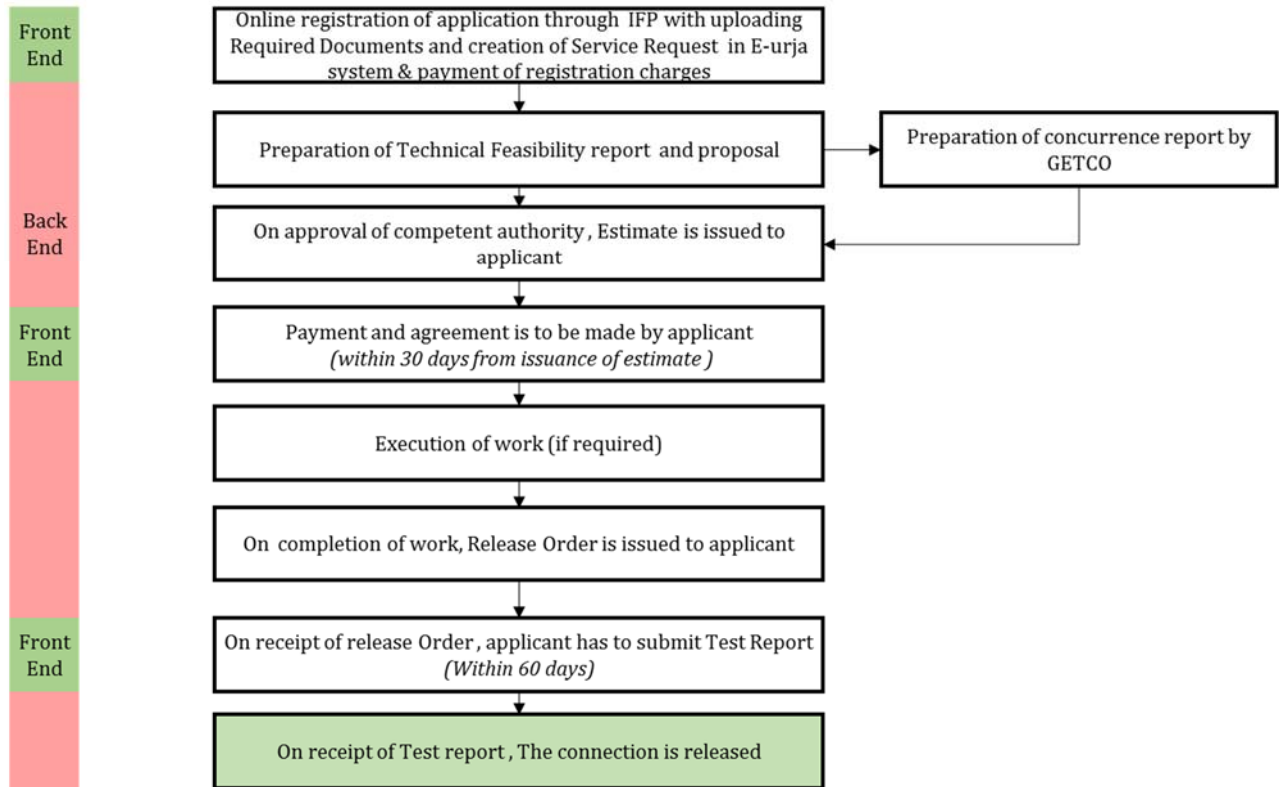 Front
End
Online registration of application through IFP with uploading
Required Documents and creation of Service Request in E-urja
system & payment of registration charges
Preparation of Technical Feasibility report and proposal
Preparation of concurrence report by
GETCO
Back
End
On approval of competent authority , Estimate is issued to
applicant
Front
End
Payment and agreement is to be made by applicant
(within 30 days from issuance of estimate )
Execution of work (if required)
On completion of work, Release Order is issued to applicant
Front
End
On receipt of release Order , applicant has to submit Test Report
(Within 60 days)
On receipt of Test report , The connection is released